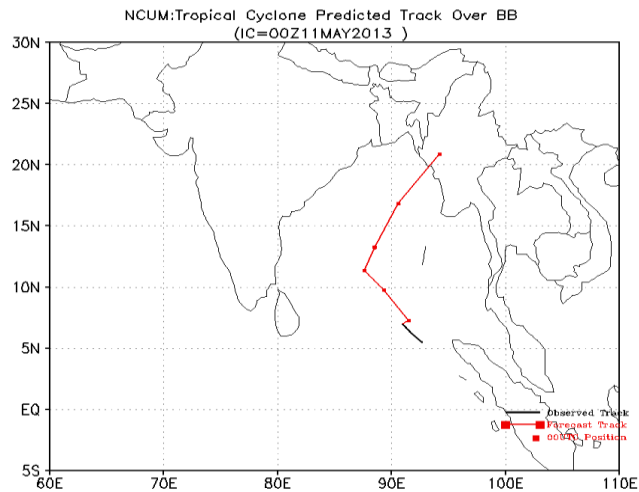 NCUM:Tropical Cyclone Predicted Track Over BB
(IC=00Z11MAY2013 )
30N
25N
20N
15N
10N
5N
EQ
5S
60E
70E
80E
90E
100E
110E
Observed Track
Forecast Track
00UTC Position